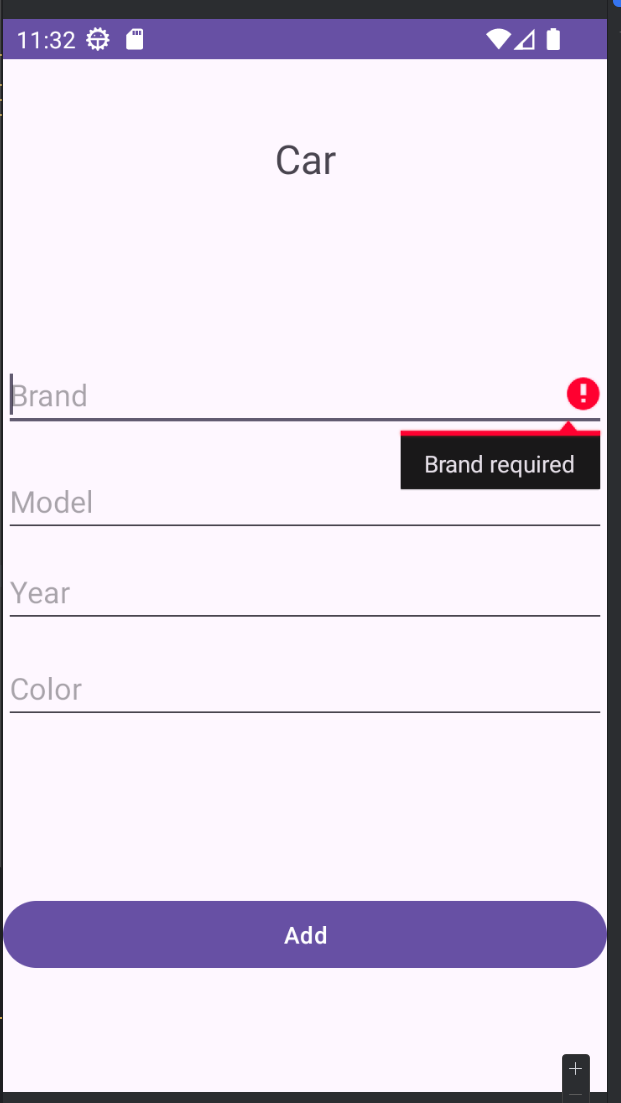 11:32
Car
Brand
Brand required
Model
Year
Color
Add